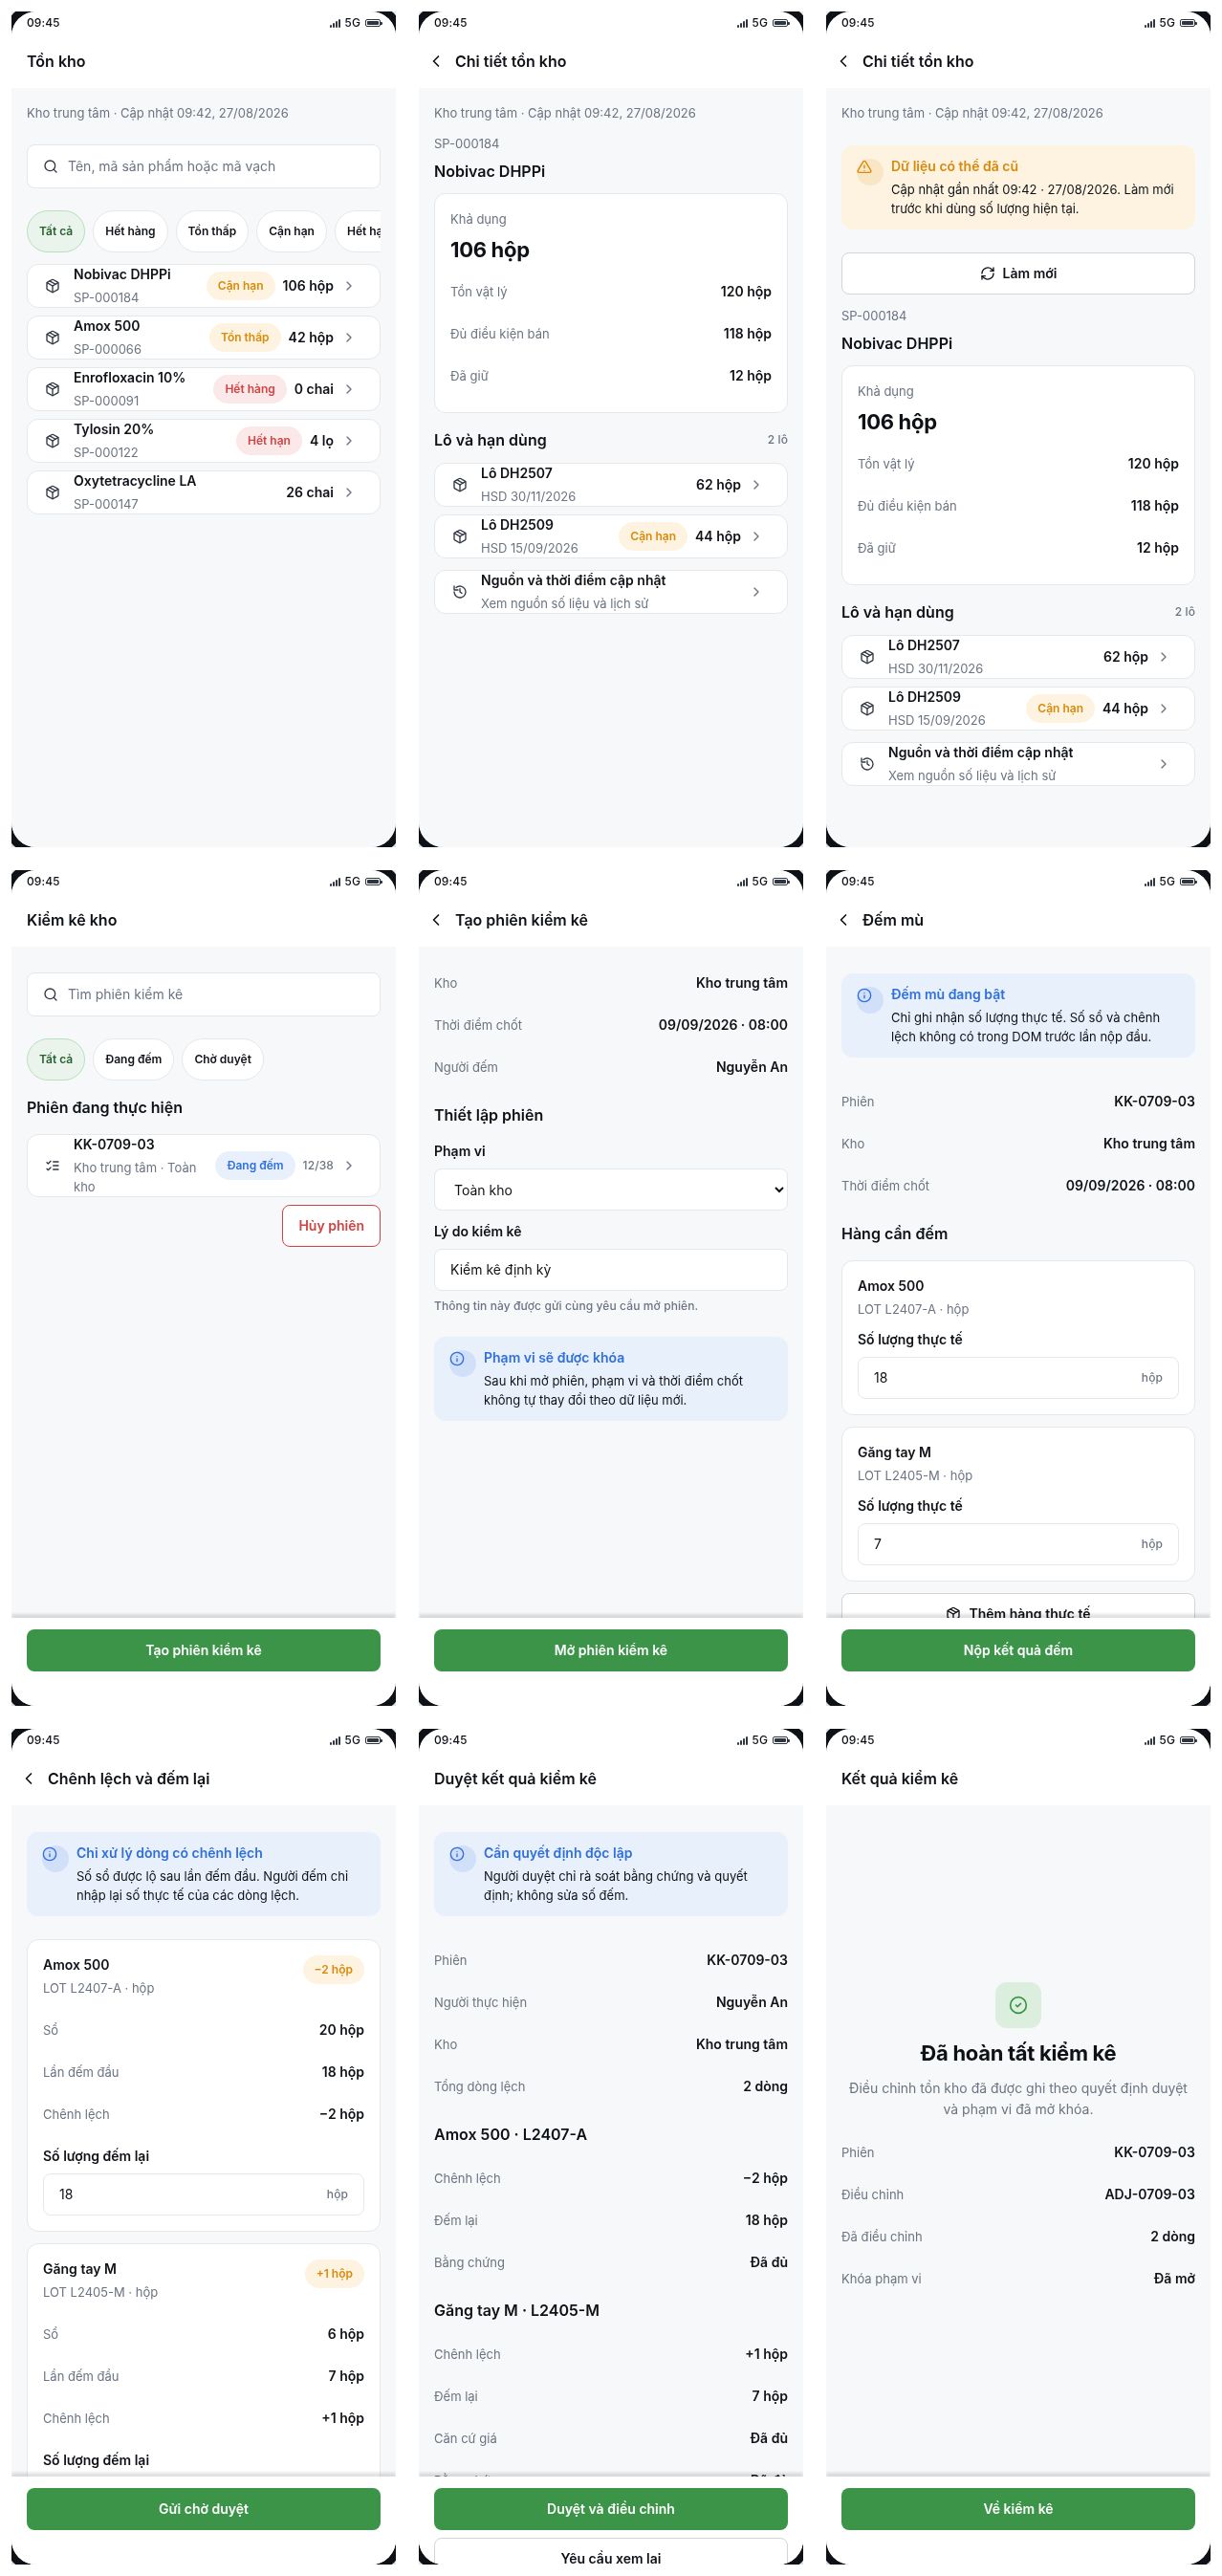 09:45
5G
Tồn kho
Kho trung tâm · Cập nhật 09:42, 27/08/2026
Tên, mã sản phẩm hoặc mã vạch
Tất cả
Hết hàng
Tồn thấp
Cận hạn
Hết hạ
Nobivac DHPPi
SP-000184
Cận hạn
106 hộp
Amox 500
SP-000066
Tồn thấp
42 hộp
Enrofloxacin 10%
SP-000091
Hết hàng
0 chai
Tylosin 20%
SP-000122
Hết hạn
4 lọ
Oxytetracycline LA
SP-000147
26 chai
09:45
5G
Chi tiết tồn kho
Kho trung tâm · Cập nhật 09:42, 27/08/2026
SP-000184
Nobivac DHPPi
Khả dụng
106 hộp
Tồn vật lý
120 hộp
Đủ điều kiện bán
118 hộp
Đã giữ
12 hộp
Lô và hạn dùng
2 lô
Lô DH2507
HSD 30/11/2026
62 hộp
Lô DH2509
HSD 15/09/2026
Cận hạn
44 hộp
Nguồn và thời điểm cập nhật
Xem nguồn số liệu và lịch sử
09:45
5G
Chi tiết tồn kho
Kho trung tâm · Cập nhật 09:42, 27/08/2026
Dữ liệu có thể đã cũ
Cập nhật gần nhất 09:42 · 27/08/2026. Làm mới
trước khi dùng số lượng hiện tại.
Làm mới
SP-000184
Nobivac DHPPi
Khả dụng
106 hộp
Tồn vật lý
120 hộp
Đủ điều kiện bán
118 hộp
Đã giữ
12 hộp
Lô và hạn dùng
2 lô
Lô DH2507
HSD 30/11/2026
62 hộp
Lô DH2509
HSD 15/09/2026
Cận hạn
44 hộp
Nguồn và thời điểm cập nhật
Xem nguồn số liệu và lịch sử
09:45
5G
Kiểm kê kho
Tìm phiên kiểm kê
Tất cả
Đang đếm
Chờ duyệt
Phiên đang thực hiện
KK-0709-03
Kho trung tâm · Toàn
kho
Đang đếm
12/38
Hủy phiên
Tạo phiên kiểm kê
09:45
5G
Tạo phiên kiểm kê
Kho
Kho trung tâm
Thời điểm chốt
09/09/2026 · 08:00
Người đếm
Nguyễn An
Thiết lập phiên
Phạm vi
Toàn kho
Lý do kiểm kê
Kiểm kê định kỳ
Thông tin này được gửi cùng yêu cầu mở phiên.
Phạm vi sẽ được khóa
Sau khi mở phiên, phạm vi và thời điểm chốt
không tự thay đổi theo dữ liệu mới.
Mở phiên kiểm kê
09:45
5G
Đếm mù
Đếm mù đang bật
Chỉ ghi nhận số lượng thực tế. Số sổ và chênh
lệch không có trong DOM trước lần nộp đầu.
Phiên
KK-0709-03
Kho
Kho trung tâm
Thời điểm chốt
09/09/2026 · 08:00
Hàng cần đếm
Amox 500
LOT L2407-A · hộp
Số lượng thực tế
18
hộp
Găng tay M
LOT L2405-M · hộp
Số lượng thực tế
7
hộp
Thêm hàng thực tế
Nộp kết quả đếm
09:45
5G
Chênh lệch và đếm lại
Chỉ xử lý dòng có chênh lệch
Số sổ được lộ sau lần đếm đầu. Người đếm chỉ
nhập lại số thực tế của các dòng lệch.
Amox 500
LOT L2407-A · hộp
−2 hộp
Sổ
20 hộp
Lần đếm đầu
18 hộp
Chênh lệch
−2 hộp
Số lượng đếm lại
18
hộp
Găng tay M
LOT L2405-M · hộp
+1 hộp
Sổ
6 hộp
Lần đếm đầu
7 hộp
Chênh lệch
+1 hộp
Số lượng đếm lại
Gửi chờ duyệt
09:45
5G
Duyệt kết quả kiểm kê
Cần quyết định độc lập
Người duyệt chỉ rà soát bằng chứng và quyết
định; không sửa số đếm.
Phiên
KK-0709-03
Người thực hiện
Nguyễn An
Kho
Kho trung tâm
Tổng dòng lệch
2 dòng
Amox 500 · L2407-A
Chênh lệch
−2 hộp
Đếm lại
18 hộp
Bằng chứng
Đã đủ
Găng tay M · L2405-M
Chênh lệch
+1 hộp
Đếm lại
7 hộp
Căn cứ giá
Đã đủ
Duyệt và điều chỉnh
Yêu cầu xem lại
09:45
5G
Kết quả kiểm kê
Đã hoàn tất kiểm kê
Điều chỉnh tồn kho đã được ghi theo quyết định duyệt
và phạm vi đã mở khóa.
Phiên
KK-0709-03
Điều chỉnh
ADJ-0709-03
Đã điều chỉnh
2 dòng
Khóa phạm vi
Đã mở
Về kiểm kê